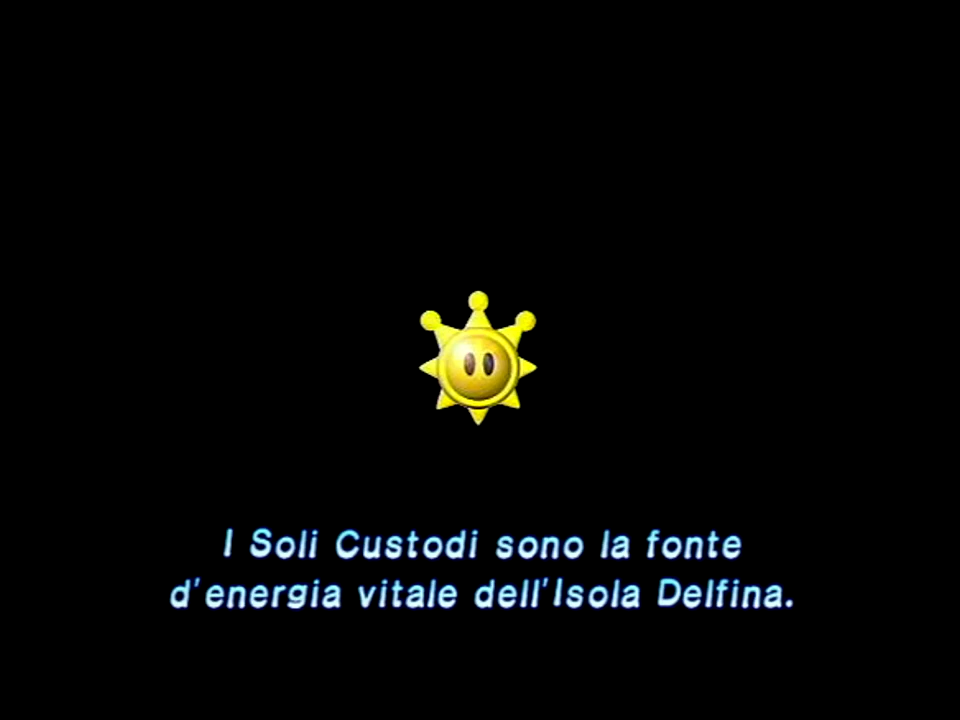 I Soli Custodi sono la fonte
d'energia vitale dell'Isola Delfina.